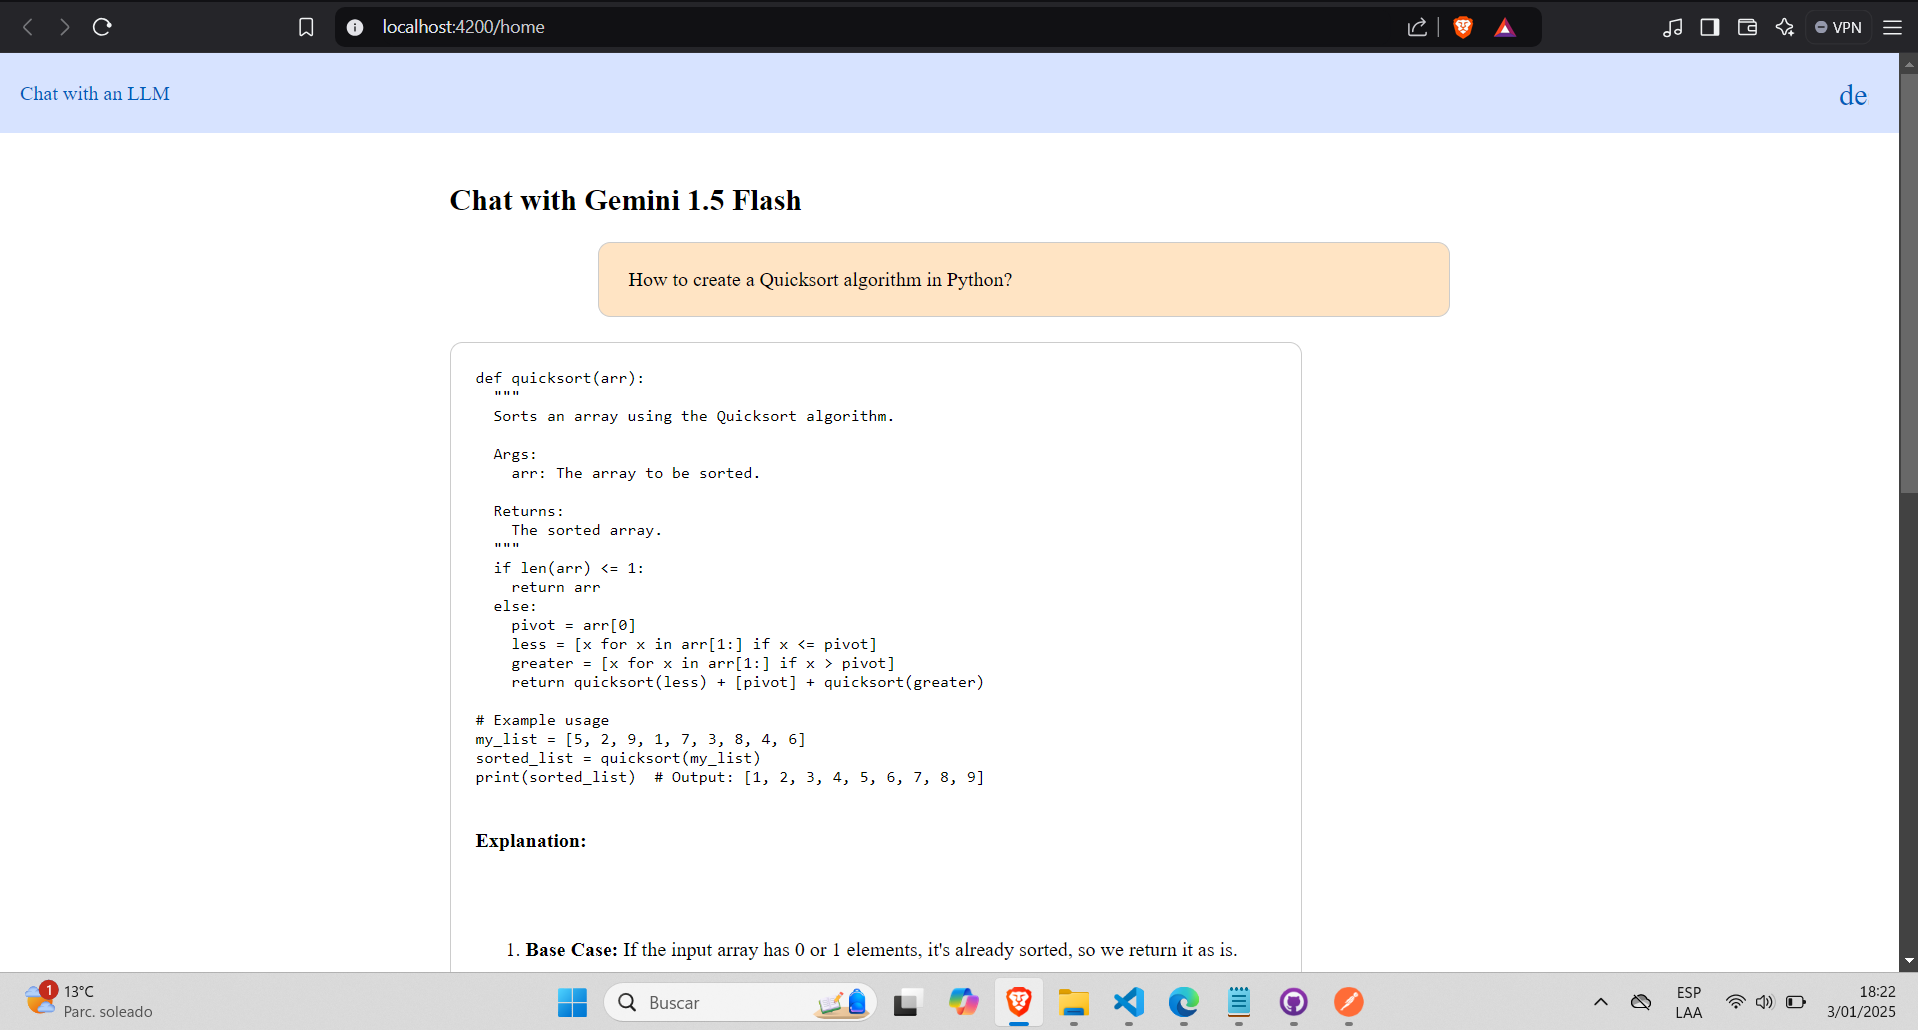 localhost:4200/home
VPN
Chat with an LLM
de
Chat with Gemini 1.5 Flash
How to create a Quicksort algorithm in Python?
def quicksort(arr):
  """
  Sorts an array using the Quicksort algorithm.

  Args:
    arr: The array to be sorted.

  Returns:
    The sorted array.
  """
  if len(arr) <= 1:
    return arr
  else:
    pivot = arr[0]
    less = [x for x in arr[1:] if x <= pivot]
    greater = [x for x in arr[1:] if x > pivot]
    return quicksort(less) + [pivot] + quicksort(greater)

# Example usage
my_list = [5, 2, 9, 1, 7, 3, 8, 4, 6]
sorted_list = quicksort(my_list)
print(sorted_list)  # Output: [1, 2, 3, 4, 5, 6, 7, 8, 9]
Explanation:
1. Base Case: If the input array has 0 or 1 elements, it's already sorted, so we return it as is.
1
13°C
Parc. soleado
Buscar
ESP
LAA
18:22
3/01/2025